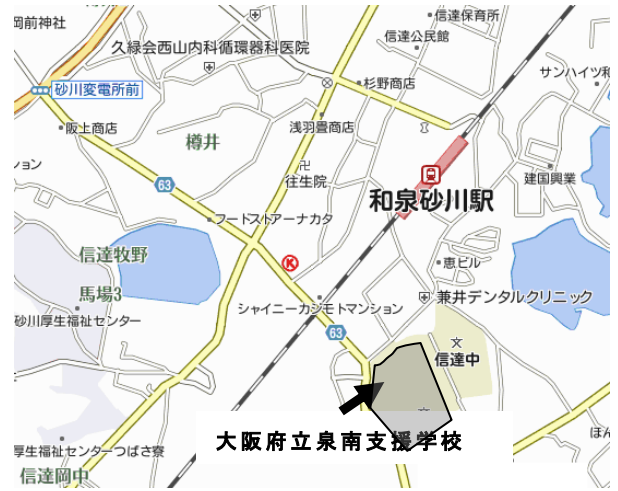 信達保育所
岡前神社
信達公民館
久緑会西山内科循環器科医院
サンハイツ和
杉野商店
砂川変電所前
阪上商店
浅羽畳商店
樽井
ション
往生院
建国興業
63
和泉砂川駅
フードストアーナカタ
信達牧野
K
恵ビル
馬場3
兼井デンタルクリニック
シャイニーカジモトマンション
砂川厚生福祉センター
63
信達中
大阪府立泉南支援学校
ほん
厚生福祉センターつばさ寮
信達岡中